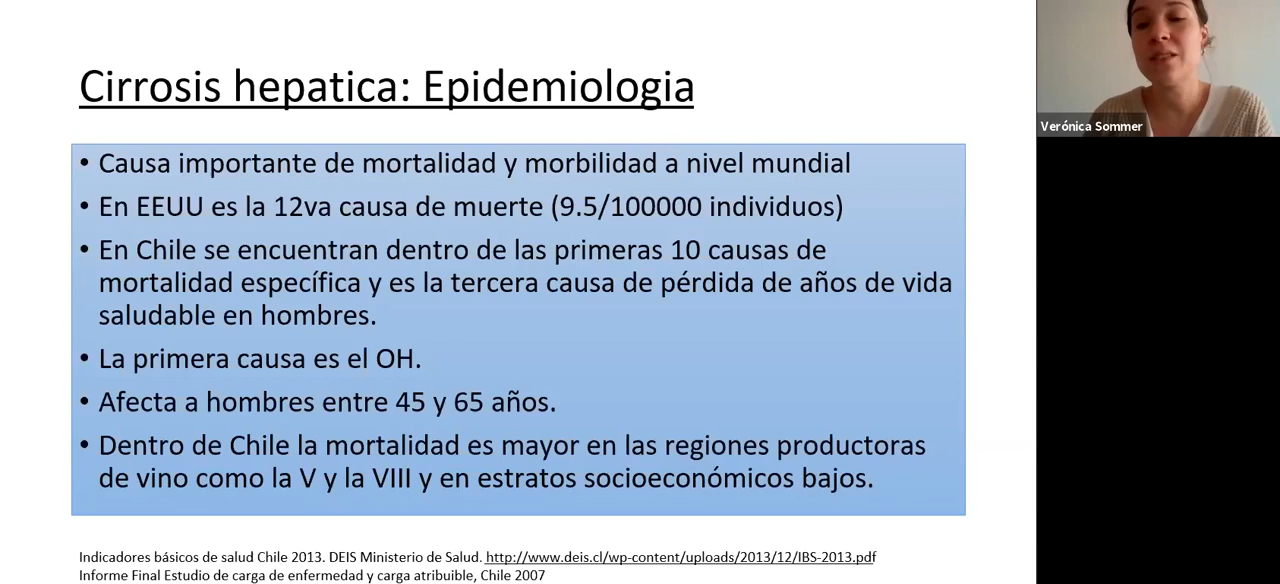 Cirrosis hepatica: Epidemiologia
• Causa importante de mortalidad y morbilidad a nivel mundial
• En EEUU es la 12va causa de muerte (9.5/100000 individuos)
• En Chile se encuentran dentro de las primeras 10 causas de
mortalidad específica y es la tercera causa de pérdida de años de vida
saludable en hombres.
• La primera causa es el OH.
• Afecta a hombres entre 45 y 65 años.
• Dentro de Chile la mortalidad es mayor en las regiones productoras
de vino como la V y la VIII y en estratos socioeconómicos bajos.
Indicadores básicos de salud Chile 2013. DEIS Ministerio de Salud. http://www.deis.cl/wp-content/uploads/2013/12/IBS-2013.pdf
Informe Final Estudio de carga de enfermedad y carga atribuible, Chile 2007
Verónica Sommer